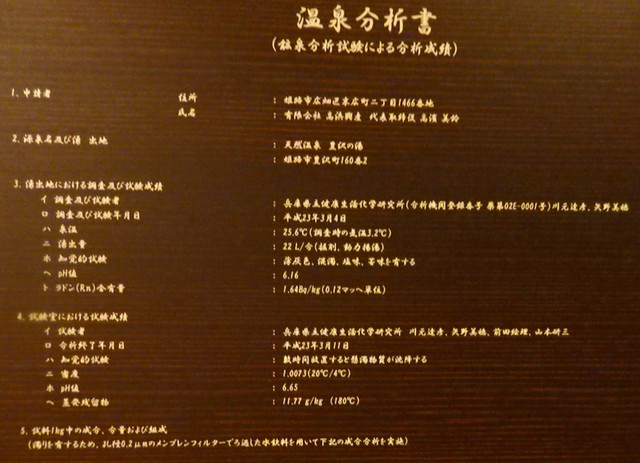 温泉分析書
(鉱泉分析試験による分析成績)
1. 申請者 住所 : 姫路市広畑区末広町二丁目1466番地
氏名 : 有限会社 高浜興産 代表取締役 高濱 美鈴
2. 源泉名及び湧 出地 : 天然温泉 豊沢の湯
: 姫路市豊沢町160番2
3. 湧出地における調査及び試験成績
イ 調査及び試験者 : 兵庫県立健康生活化学研究所(分析機関登録番号 県第02E-0001号)川元達彦、矢野美穂
ロ 調査及び試験年月日 : 平成23年3月4日
ハ 泉温 : 25.6℃(調査時の気温3.2℃)
ニ 湧出量 : 22 L/分(掘削、動力揚湯)
ホ 知覚的試験 : 薄灰色、混濁、塩味、苦味を有する
ヘ pH値 : 6.16
ト ラドン(Rn)含有量 : 1.64Bq/kg(0.12マッヘ単位)
4. 試験室における試験成績
イ 試験者 : 兵庫県立健康生活化学研究所 川元達彦、矢野美穂、前田絵理、山本研三
ロ 分析終了年月日 : 平成23年3月11日
ハ 知覚的試験 : 数時間放置すると懸濁物質が沈降する
ニ 密度 : 1.0073(20℃/4℃)
ホ pH値 : 6.65
ヘ 蒸発残留物 : 11.77 g/kg (180℃)
5. 試料1kg中の成分、分量および組成
(濁りを有するため、孔径0.2μmのメンブレンフィルターでろ過した水飲料を用いて下記の成分分析を実施)